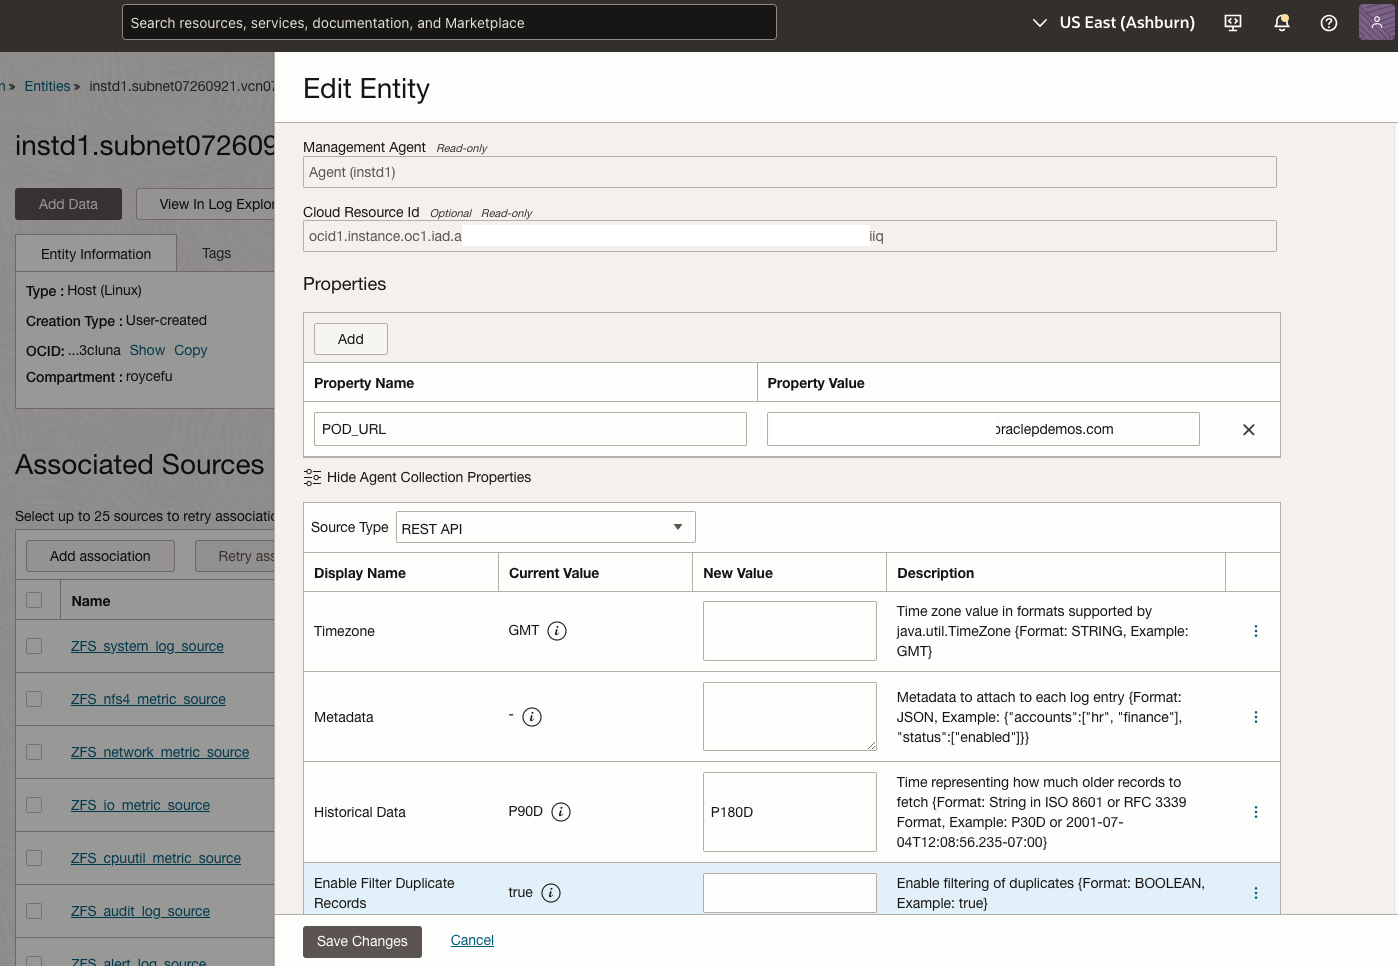 Search resources, services, documentation, and Marketplace
US East (Ashburn)
n » Entities » instd1.subnet07260921.vcn07
instd1.subnet072609
Add Data
View In Log Explor
Entity Information
Tags
Type : Host (Linux)
Creation Type : User-created
OCID: ...3cluna Show Copy
Compartment : roycefu
Associated Sources
Select up to 25 sources to retry associatio
Add association
Retry ass
Name
ZFS_system_log_source
ZFS_nfs4_metric_source
ZFS_network_metric_source
ZFS_io_metric_source
ZFS_cpuutil_metric_source
ZFS_audit_log_source
ZFS_alert_log_source
Edit Entity
Management Agent Read-only
Agent (instd1)
Cloud Resource Id Optional Read-only
ocid1.instance.oc1.iad.a iiq
Properties
Add
Property Name Property Value
POD_URL oraclepdemos.com
Hide Agent Collection Properties
Source Type REST API
Display Name Current Value New Value Description
Timezone GMT
Time zone value in formats supported by
java.util.TimeZone {Format: STRING, Example:
GMT}
Metadata -
Metadata to attach to each log entry {Format:
JSON, Example: {"accounts":["hr", "finance"],
"status":["enabled"]}}
Historical Data P90D P180D
Time representing how much older records to
fetch {Format: String in ISO 8601 or RFC 3339
Format, Example: P30D or 2001-07-
04T12:08:56.235-07:00}
Enable Filter Duplicate
Records
true
Enable filtering of duplicates {Format: BOOLEAN,
Example: true}
Save Changes Cancel